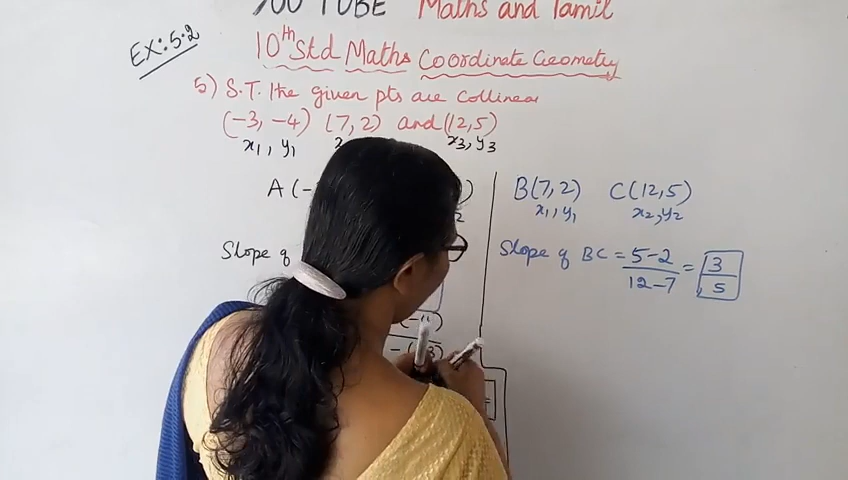 YOU TUBE Maths and Tamil
EX: 5.2
10th Std Maths Coordinate Geometry
5) S.T. the given pts are collinear
(-3, -4) (7, 2) and (12, 5)
x1, y1 x3, y3
A (-
Slope of
B(7, 2) C(12, 5)
x1, y1 x2, y2
Slope of BC = 5-2 / 12-7 = 3 / 5